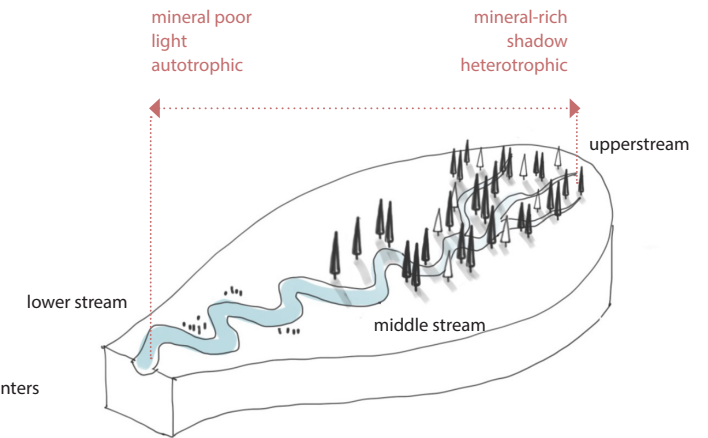 mineral poor
light
autotrophic
mineral-rich
shadow
heterotrophic
upperstream
lower stream
middle stream
nters